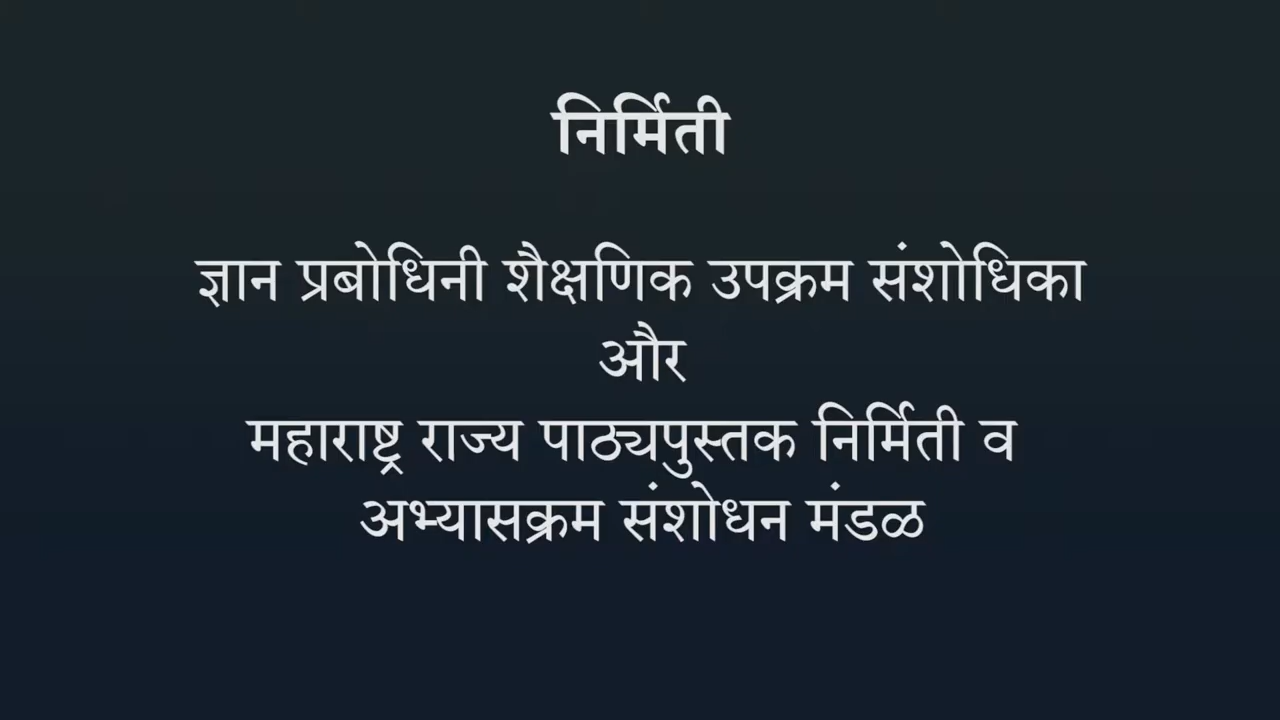 निर्मिती
ज्ञान प्रबोधिनी शैक्षणिक उपक्रम संशोधिका
और
महाराष्ट्र राज्य पाठ्यपुस्तक निर्मिती व
अभ्यासक्रम संशोधन मंडळ